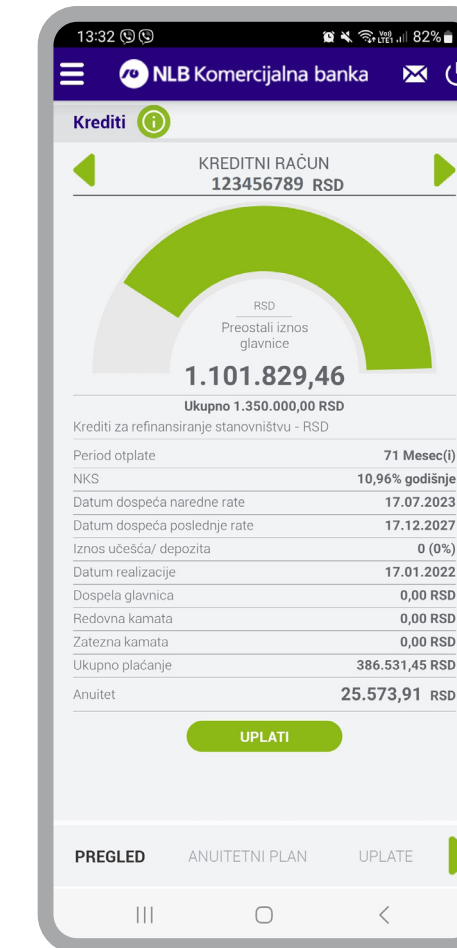 13:32 82%
NLB Komercijalna banka
Krediti
KREDITNI RAČUN
123456789 RSD
RSD
Preostali iznos
glavnice
1.101.829,46
Ukupno 1.350.000,00 RSD
Krediti za refinansiranje stanovništvu - RSD
Period otplate 71 Mesec(i)
NKS 10,96% godišnje
Datum dospeća naredne rate 17.07.2023
Datum dospeća poslednje rate 17.12.2027
Iznos učešća/ depozita 0 (0%)
Datum realizacije 17.01.2022
Dospela glavnica 0,00 RSD
Redovna kamata 0,00 RSD
Zatezna kamata 0,00 RSD
Ukupno plaćanje 386.531,45 RSD
Anuitet 25.573,91 RSD
UPLATI
PREGLED ANUITETNI PLAN UPLATE